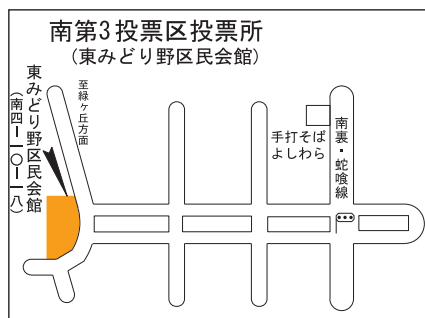 南第3投票区投票所
(東みどり野区民会館)
東みどり野区民会館
(南四ー一〇ー一八)
至緑ヶ丘方面
手打そば
よしわら
南裏・蛇喰線